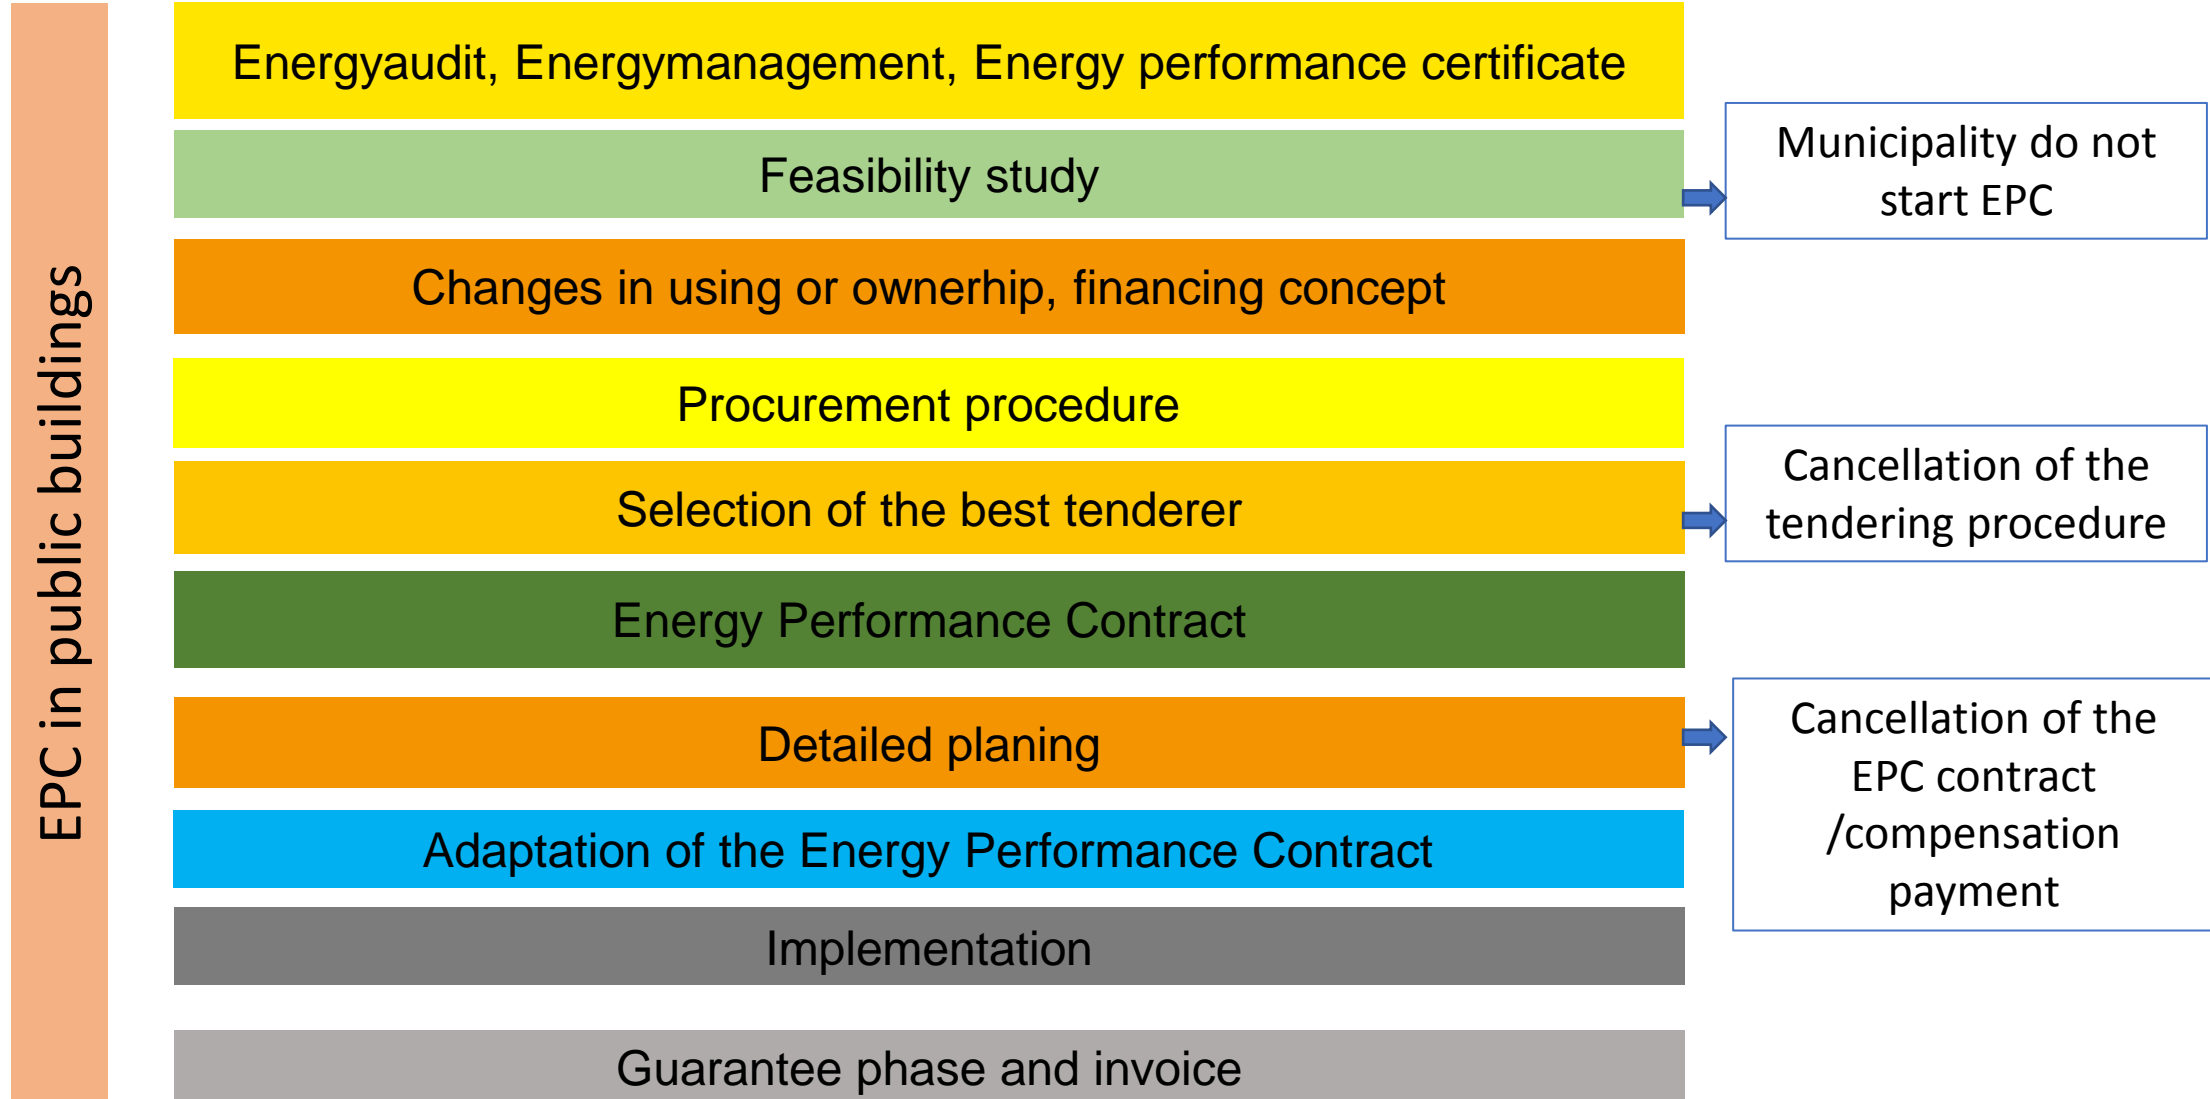 EPC in public buildings
Energyaudit, Energymanagement, Energy performance certificate
Feasibility study
Municipality do not
start EPC
Changes in using or ownerhip, financing concept
Procurement procedure
Selection of the best tenderer
Cancellation of the
tendering procedure
Energy Performance Contract
Detailed planing
Cancellation of the
EPC contract
/compensation
payment
Adaptation of the Energy Performance Contract
Implementation
Guarantee phase and invoice